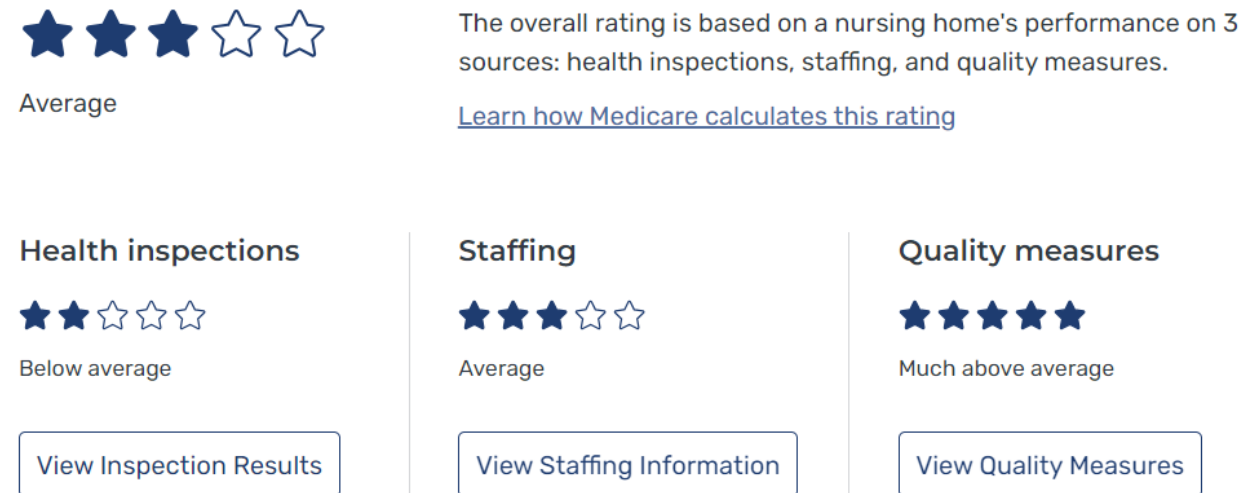 The overall rating is based on a nursing home's performance on 3
sources: health inspections, staffing, and quality measures.
Average
Learn how Medicare calculates this rating
Health inspections
Below average
View Inspection Results
Staffing
Average
View Staffing Information
Quality measures
Much above average
View Quality Measures